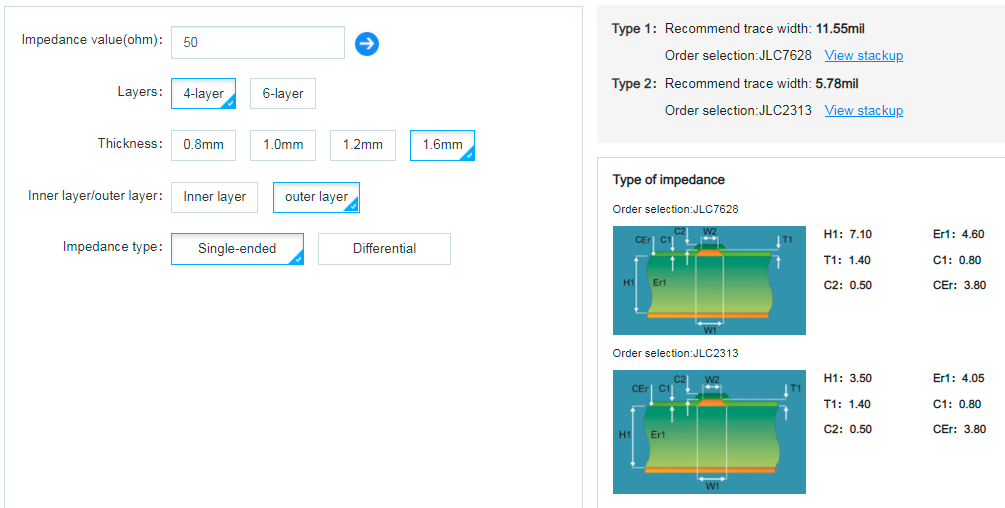 Impedance value(ohm): 50
Layers: 4-layer 6-layer
Thickness: 0.8mm 1.0mm 1.2mm 1.6mm
Inner layer/outer layer: Inner layer outer layer
Impedance type: Single-ended Differential
Type 1: Recommend trace width: 11.55mil
Order selection:JLC7628 View stackup
Type 2: Recommend trace width: 5.78mil
Order selection:JLC2313 View stackup
Type of impedance
Order selection:JLC7628
CEr C1 C2 W2 T1
H1 Er1
W1
H1: 7.10 Er1: 4.60
T1: 1.40 C1: 0.80
C2: 0.50 CEr: 3.80
Order selection:JLC2313
CEr C1 C2 W2 T1
H1 Er1
W1
H1: 3.50 Er1: 4.05
T1: 1.40 C1: 0.80
C2: 0.50 CEr: 3.80